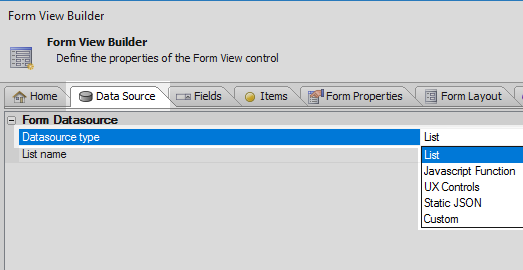 Form View Builder
Form View Builder
Define the properties of the Form View control
Home Data Source Fields Items Form Properties Form Layout
Form Datasource
Datasource type List
List name List
Javascript Function
UX Controls
Static JSON
Custom